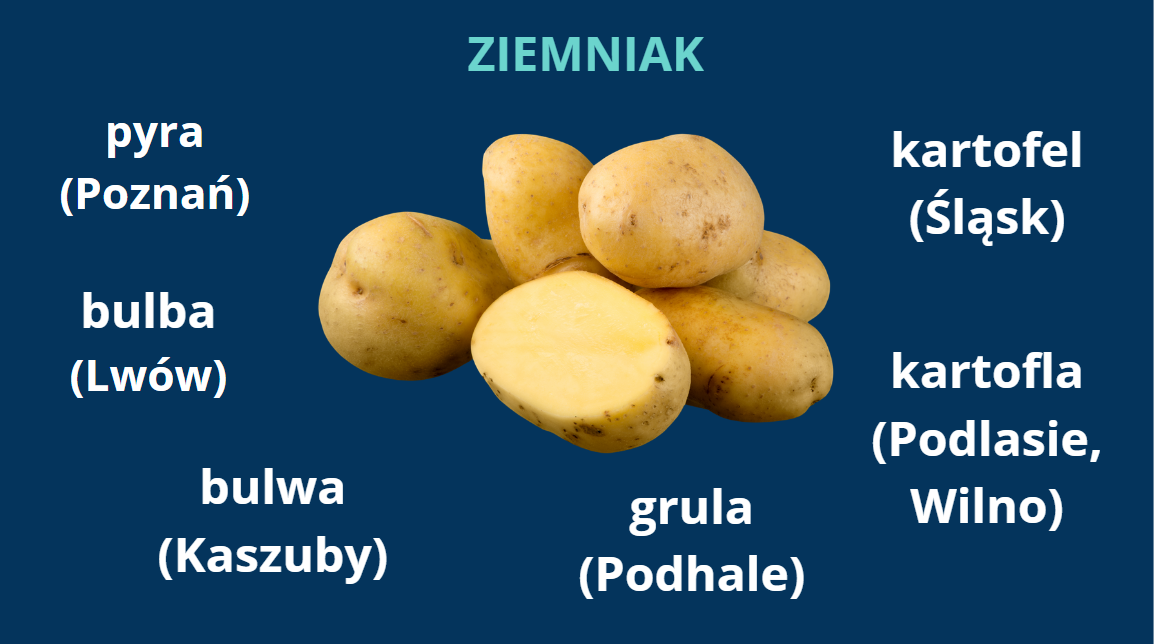 ZIEMNIAK
pyra
(Poznań)
bulba
(Lwów)
bulwa
(Kaszuby)
grula
(Podhale)
kartofel
(Śląsk)
kartofla
(Podlasie,
Wilno)